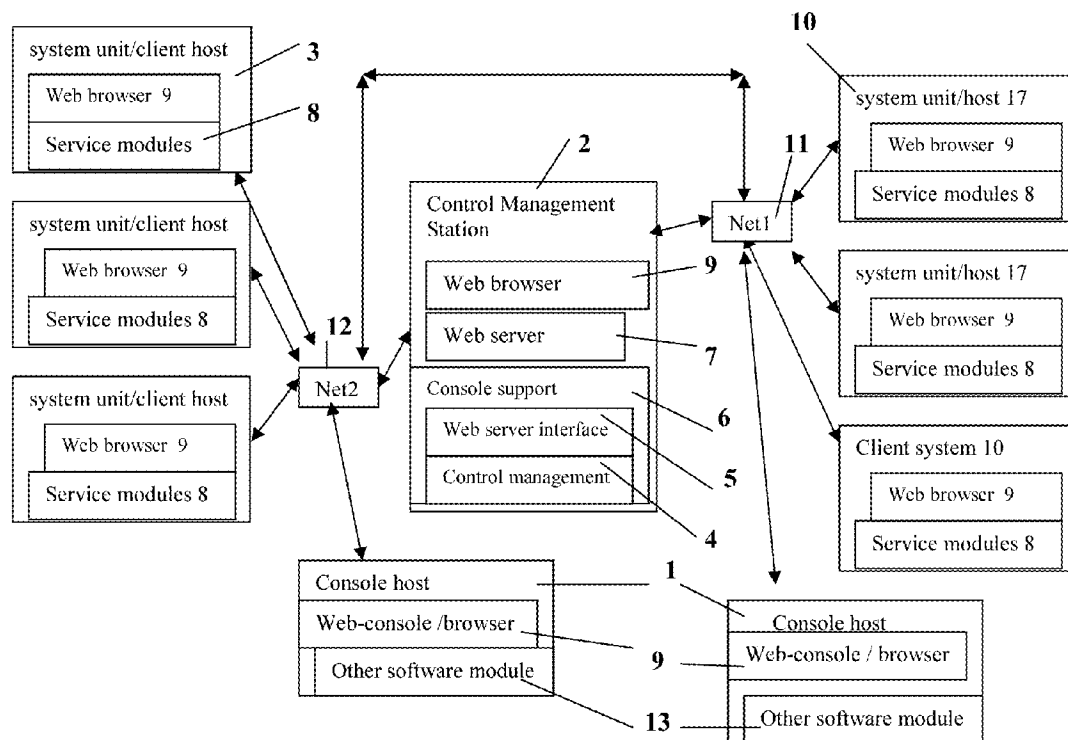 system unit/client host
3
Web browser 9
8
Service modules
system unit/client host
Web browser 9
Service modules 8
system unit/client host
Web browser 9
Service modules 8
12
Net2
2
Control Management
Station
9
Web browser
Web server
7
Console support
6
Web server interface
5
Control management
4
10
system unit/host 17
11
Web browser 9
Service modules 8
Net1
system unit/host 17
Web browser 9
Service modules 8
Client system 10
Web browser 9
Service modules 8
Console host
1
Web-console /browser
9
Other software module
13
Console host
Web-console / browser
Other software module